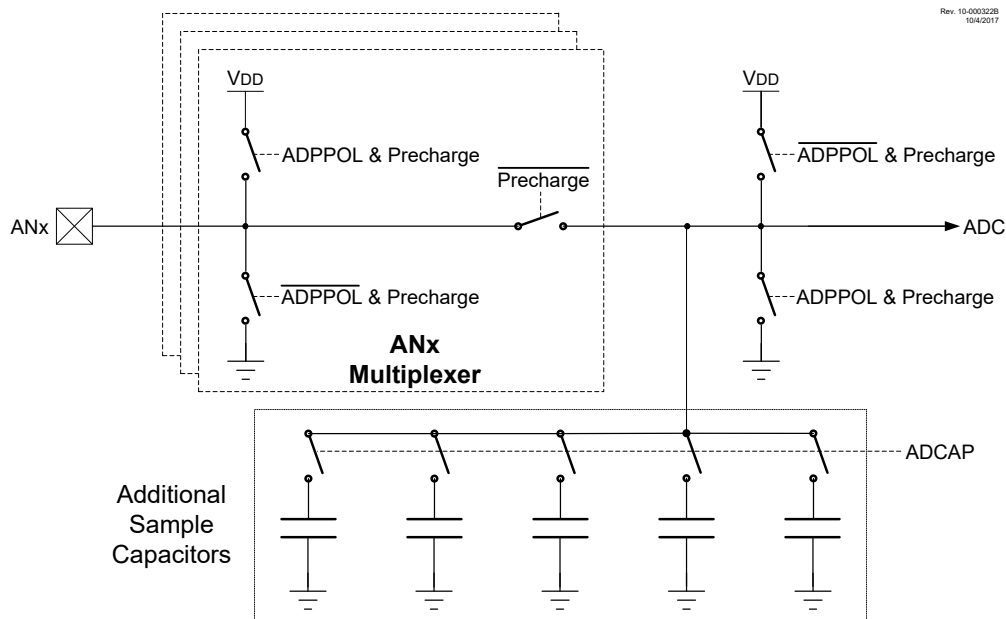 Rev. 10-000322B
10/4/2017
VDD
VDD
ADPPOL & Precharge
ADPPOL & Precharge
Precharge
ANx
ADC
ADPPOL & Precharge
ADPPOL & Precharge
ANx
Multiplexer
ADCAP
Additional
Sample
Capacitors